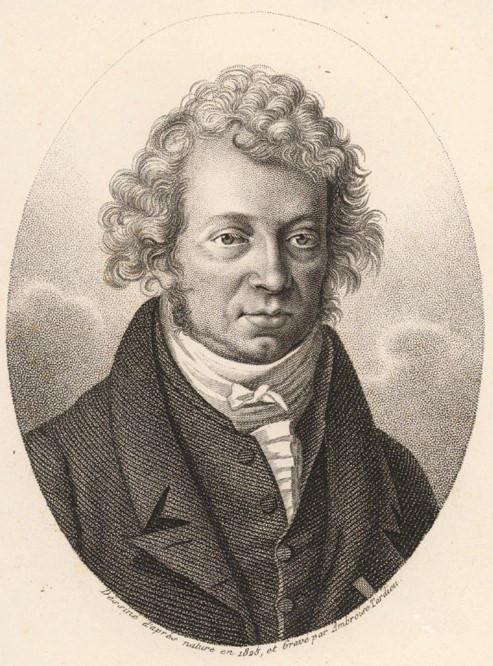 Dessiné d'après nature en 1825, et Gravé par Ambroise Tardieu.